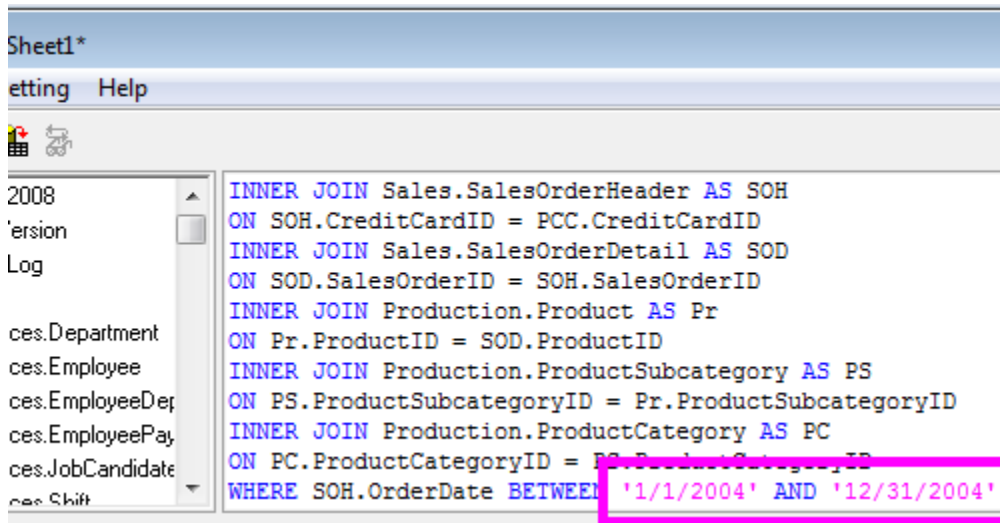 Sheet1*
etting Help
2008
ersion
Log
ces.Department
ces.Employee
ces.EmployeeDep
ces.EmployeePay
ces.JobCandidate
ces.Shift
INNER JOIN Sales.SalesOrderHeader AS SOH
ON SOH.CreditCardID = PCC.CreditCardID
INNER JOIN Sales.SalesOrderDetail AS SOD
ON SOD.SalesOrderID = SOH.SalesOrderID
INNER JOIN Production.Product AS Pr
ON Pr.ProductID = SOD.ProductID
INNER JOIN Production.ProductSubcategory AS PS
ON PS.ProductSubcategoryID = Pr.ProductSubcategoryID
INNER JOIN Production.ProductCategory AS PC
ON PC.ProductCategoryID = PS.ProductCategoryID
WHERE SOH.OrderDate BETWEEN '1/1/2004' AND '12/31/2004'